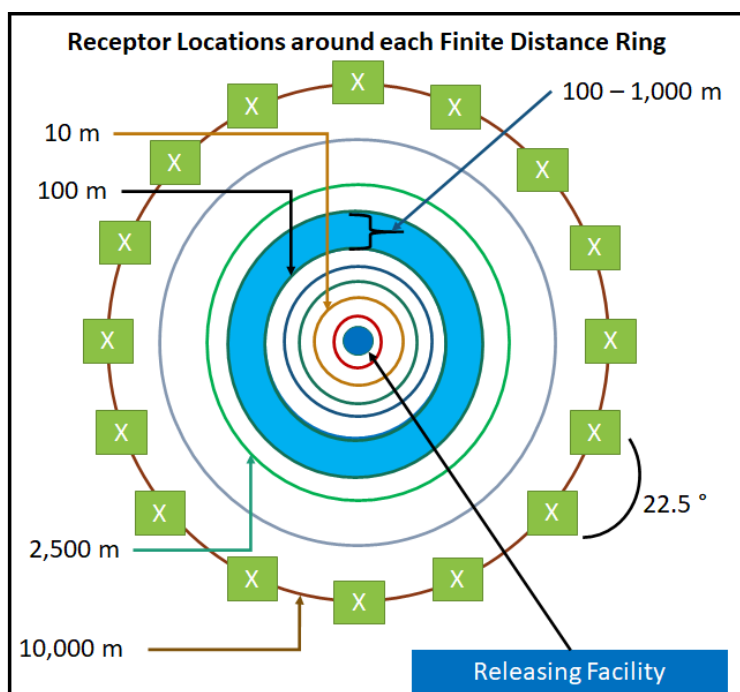 Receptor Locations around each Finite Distance Ring
X
X
X
100 – 1,000 m
X
10 m
X
X
100 m
X
X
X
X
X
X
X
22.5 °
X
X
2,500 m
X
X
X
10,000 m
Releasing Facility